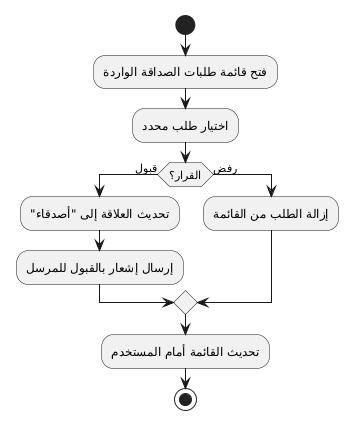 فتح قائمة طلبات الصداقة الواردة
اختيار طلب محدد
القرار؟
قبول
رفض
تحديث العلاقة إلى "أصدقاء"
إزالة الطلب من القائمة
إرسال إشعار بالقبول للمرسل
تحديث القائمة أمام المستخدم